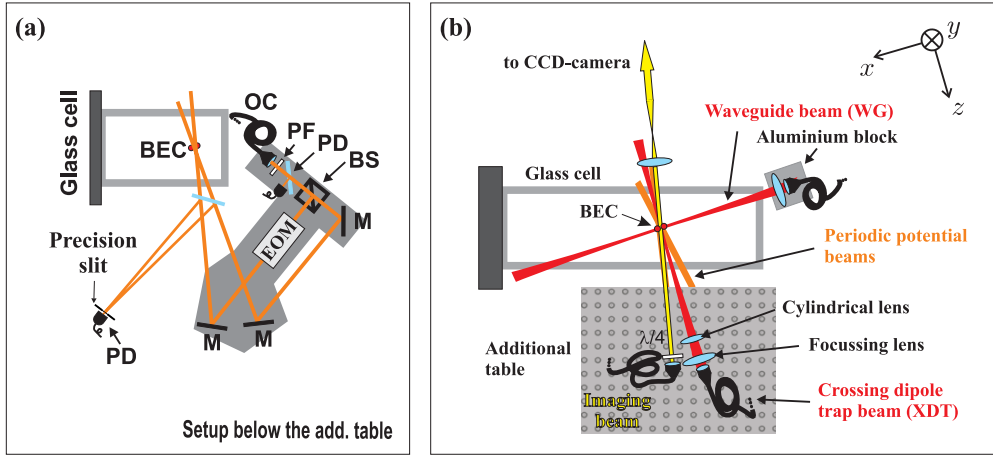 (a)
Glass cell
BEC
OC
PF
PD
BS
M
EOM
Precision
slit
PD
M
M
Setup below the add. table
(b)
to CCD-camera
y
x
z
Waveguide beam (WG)
Aluminium block
Glass cell
BEC
Periodic potential
beams
Cylindrical lens
λ/4
Additional
table
Focussing lens
Imaging
beam
Crossing dipole
trap beam (XDT)